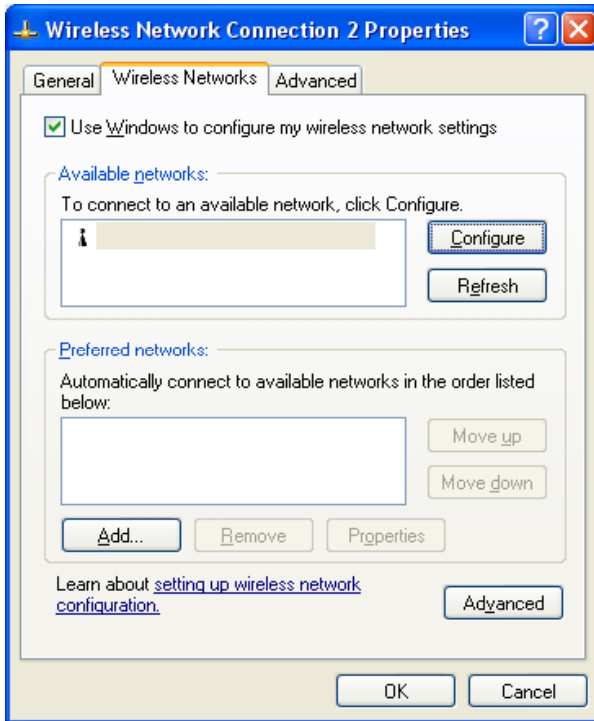 Wireless Network Connection 2 Properties
General
Wireless Networks
Advanced
Use Windows to configure my wireless network settings
Available networks:
To connect to an available network, click Configure.
Configure
Refresh
Preferred networks:
Automatically connect to available networks in the order listed
below:
Move up
Move down
Add...
Remove
Properties
Learn about setting up wireless network
configuration.
Advanced
OK
Cancel